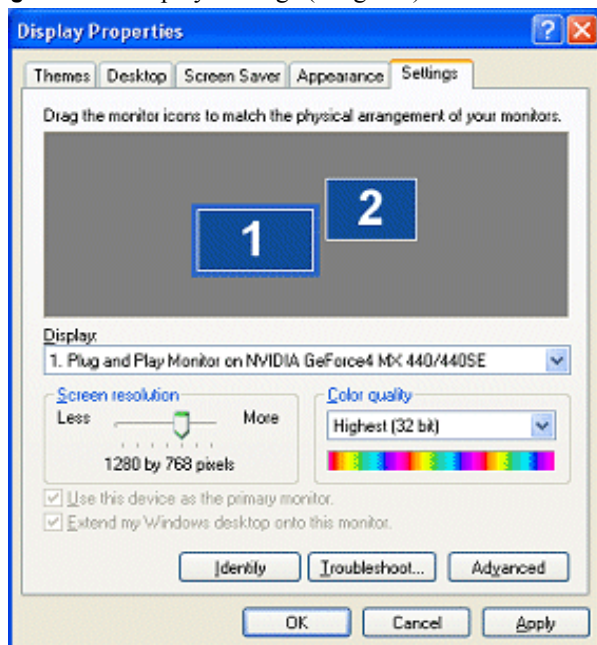 Display Properties
Themes Desktop Screen Saver Appearance Settings
Drag the monitor icons to match the physical arrangement of your monitors.
1
2
Display:
1. Plug and Play Monitor on NVIDIA GeForce4 MX 440/440SE
Screen resolution
Less More
1280 by 768 pixels
Color quality
Highest (32 bit)
Use this device as the primary monitor.
Extend my Windows desktop onto this monitor.
Identify Troubleshoot... Advanced
OK Cancel Apply